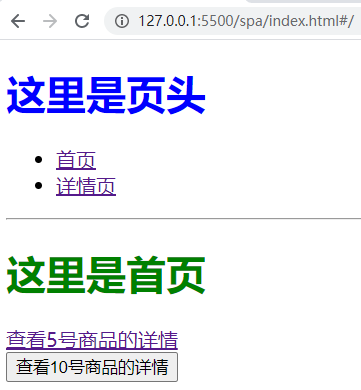 127.0.0.1:5500/spa/index.html#/
这里是页头
首页
详情页
这里是首页
查看5号商品的详情
查看10号商品的详情